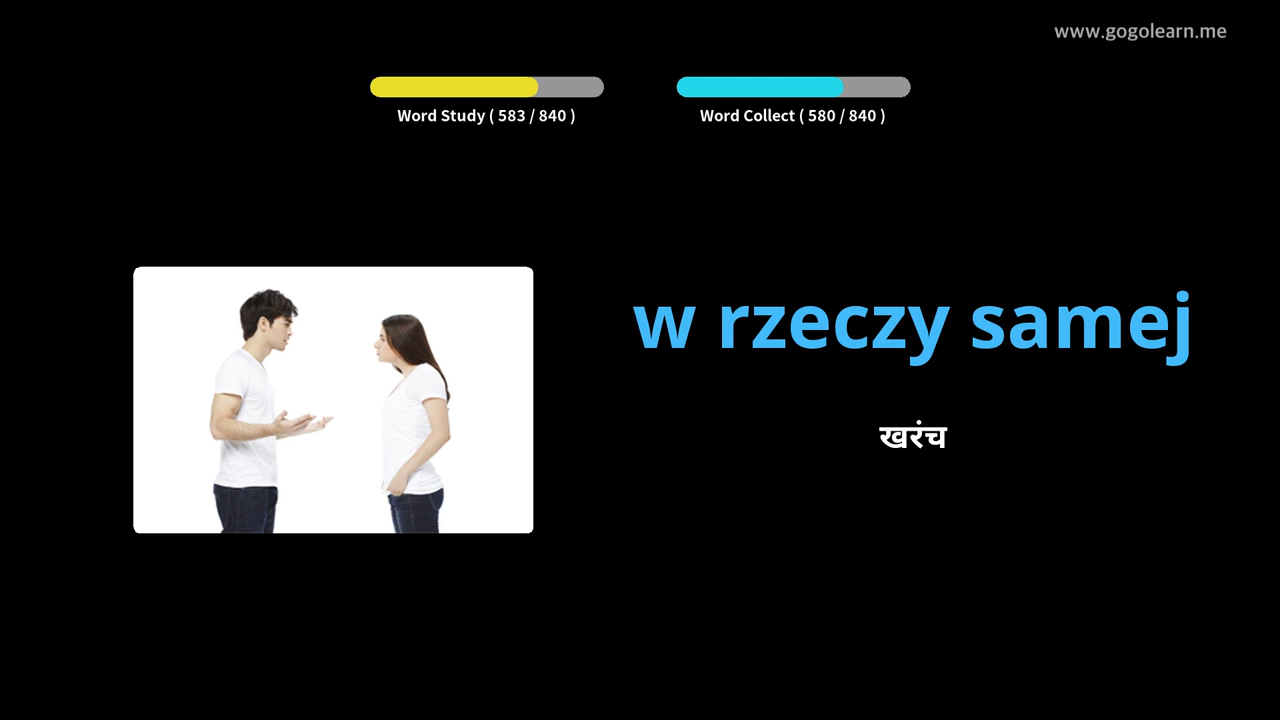 www.gogolearn.me
Word Study ( 583 / 840 )
Word Collect ( 580 / 840 )
w rzeczy samej
खरंच